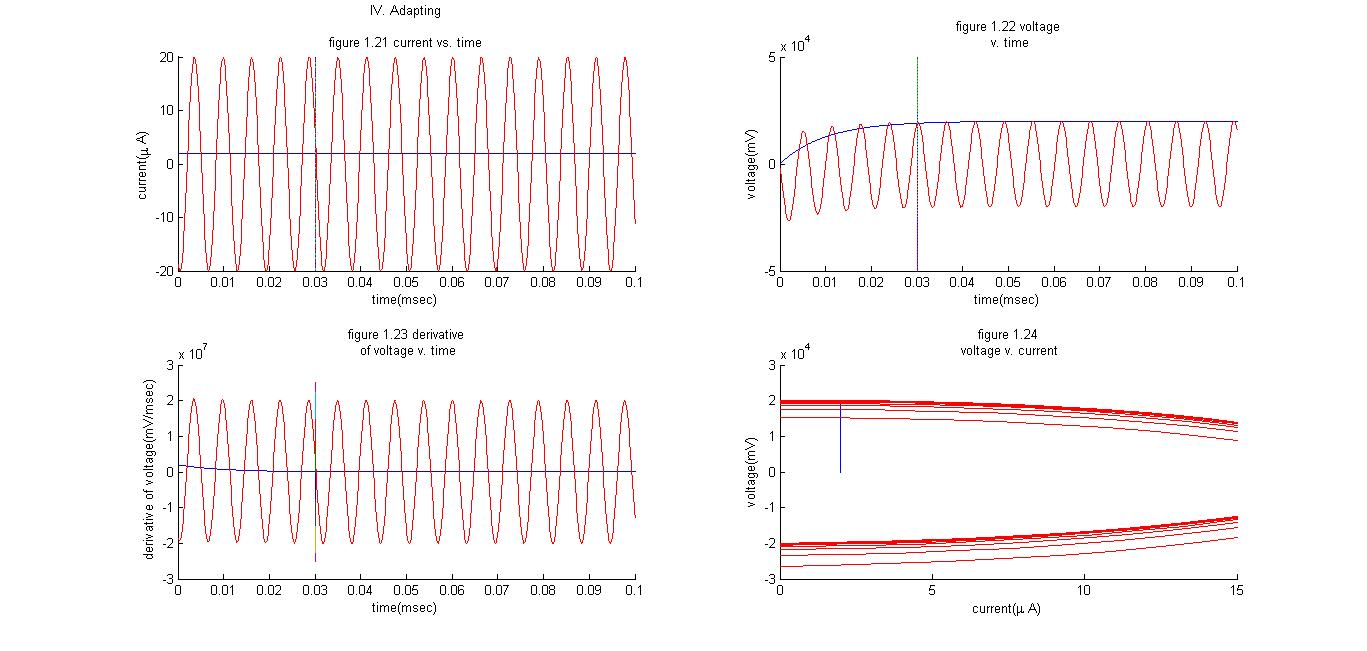 IV. Adapting
figure 1.21 current vs. time
20
10
0
-10
-20
current(μ A)
0 0.01 0.02 0.03 0.04 0.05 0.06 0.07 0.08 0.09 0.1
time(msec)
figure 1.22 voltage
v. time
x 10^4
5
0
-5
voltage(mV)
0 0.01 0.02 0.03 0.04 0.05 0.06 0.07 0.08 0.09 0.1
time(msec)
figure 1.23 derivative
of voltage v. time
x 10^7
3
2
1
0
-1
-2
-3
derivative of voltage(mV/msec)
0 0.01 0.02 0.03 0.04 0.05 0.06 0.07 0.08 0.09 0.1
time(msec)
figure 1.24
voltage v. current
x 10^4
3
2
1
0
-1
-2
-3
voltage(mV)
0 5 10 15
current(μ A)